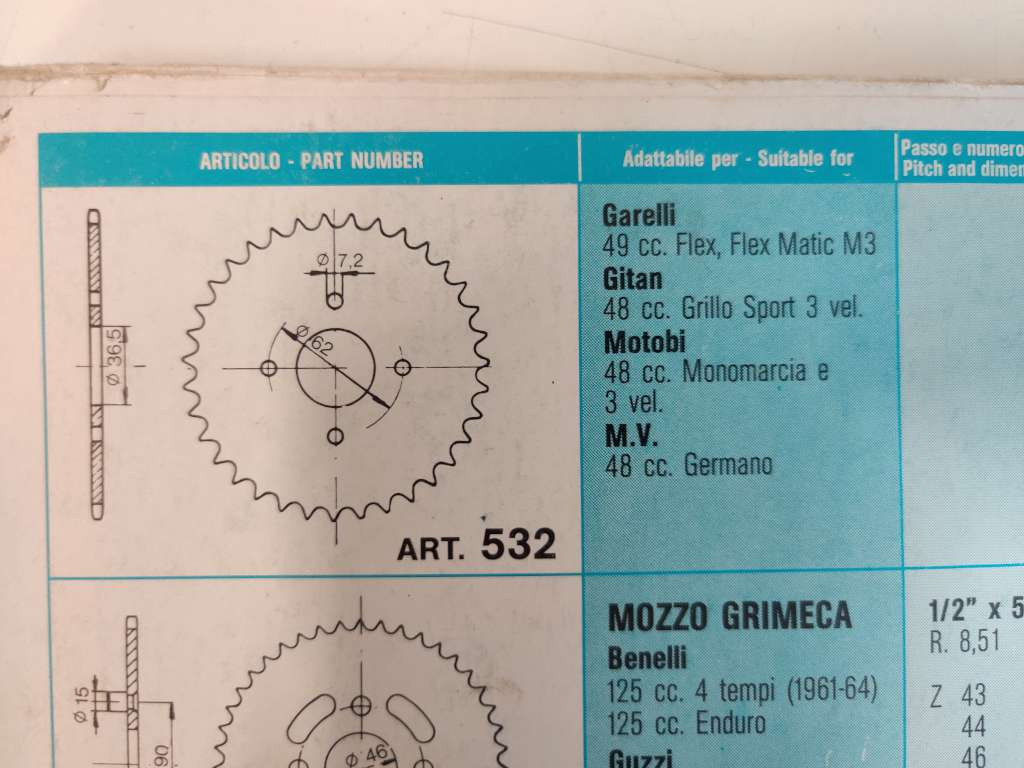 ARTICOLO - PART NUMBER
Adattabile per - Suitable for
Passo e numero
Pitch and dimen
Ø 7,2
Ø 62
Ø 36,5
ART. 532
Garelli
49 cc. Flex, Flex Matic M3
Gitan
48 cc. Grillo Sport 3 vel.
Motobi
48 cc. Monomarcia e
3 vel.
M.V.
48 cc. Germano
Ø 15
90
Ø 46
MOZZO GRIMECA
Benelli
125 cc. 4 tempi (1961-64)
125 cc. Enduro
Guzzi
1/2” x 5
R. 8,51
Z 43
44
46